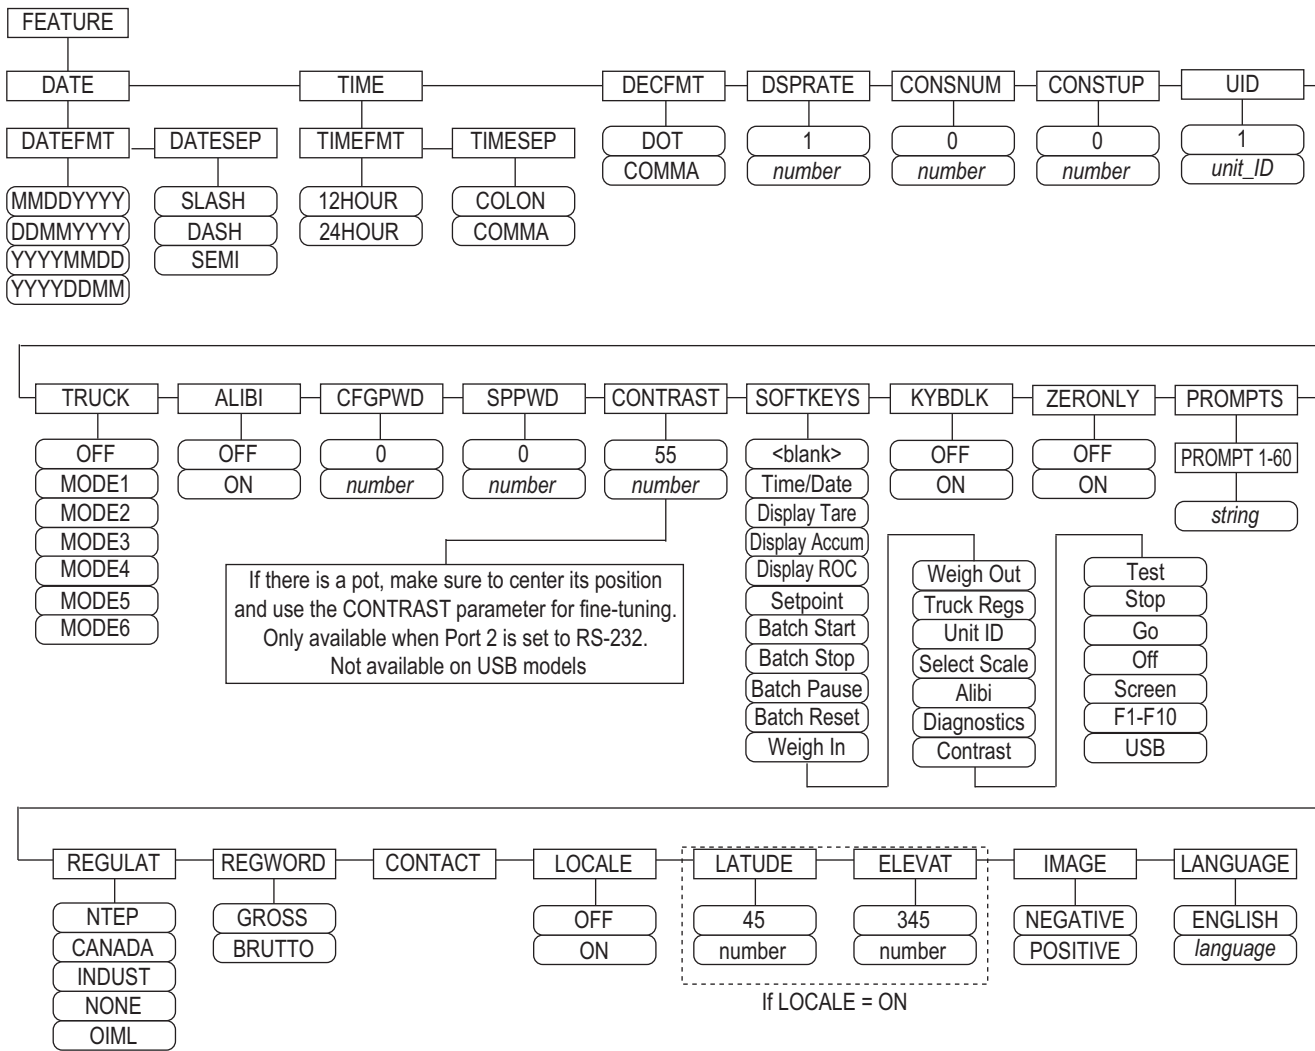 FEATURE
DATE
TIME
DECFMT
DSPRATE
CONSNUM
CONSTUP
UID
DATEFMT
DATESEP
TIMEFMT
TIMESEP
DOT
COMMA
1
number
0
number
0
number
1
unit_ID
MMDDYYYY
DDMMYYYY
YYYYMMDD
YYYYDDMM
SLASH
DASH
SEMI
12HOUR
24HOUR
COLON
COMMA
TRUCK
ALIBI
CFGPWD
SPPWD
CONTRAST
SOFTKEYS
KYBDLK
ZERONLY
PROMPTS
OFF
MODE1
MODE2
MODE3
MODE4
MODE5
MODE6
OFF
ON
0
number
0
number
55
number
If there is a pot, make sure to center its position
and use the CONTRAST parameter for fine-tuning.
Only available when Port 2 is set to RS-232.
Not available on USB models
<blank>
Time/Date
Display Tare
Display Accum
Display ROC
Setpoint
Batch Start
Batch Stop
Batch Pause
Batch Reset
Weigh In
OFF
ON
Weigh Out
Truck Regs
Unit ID
Select Scale
Alibi
Diagnostics
Contrast
OFF
ON
Test
Stop
Go
Off
Screen
F1-F10
USB
PROMPT 1-60
string
REGULAT
REGWORD
CONTACT
LOCALE
LATUDE
ELEVAT
IMAGE
LANGUAGE
NTEP
CANADA
INDUST
NONE
OIML
GROSS
BRUTTO
OFF
ON
45
number
345
number
If LOCALE = ON
NEGATIVE
POSITIVE
ENGLISH
language